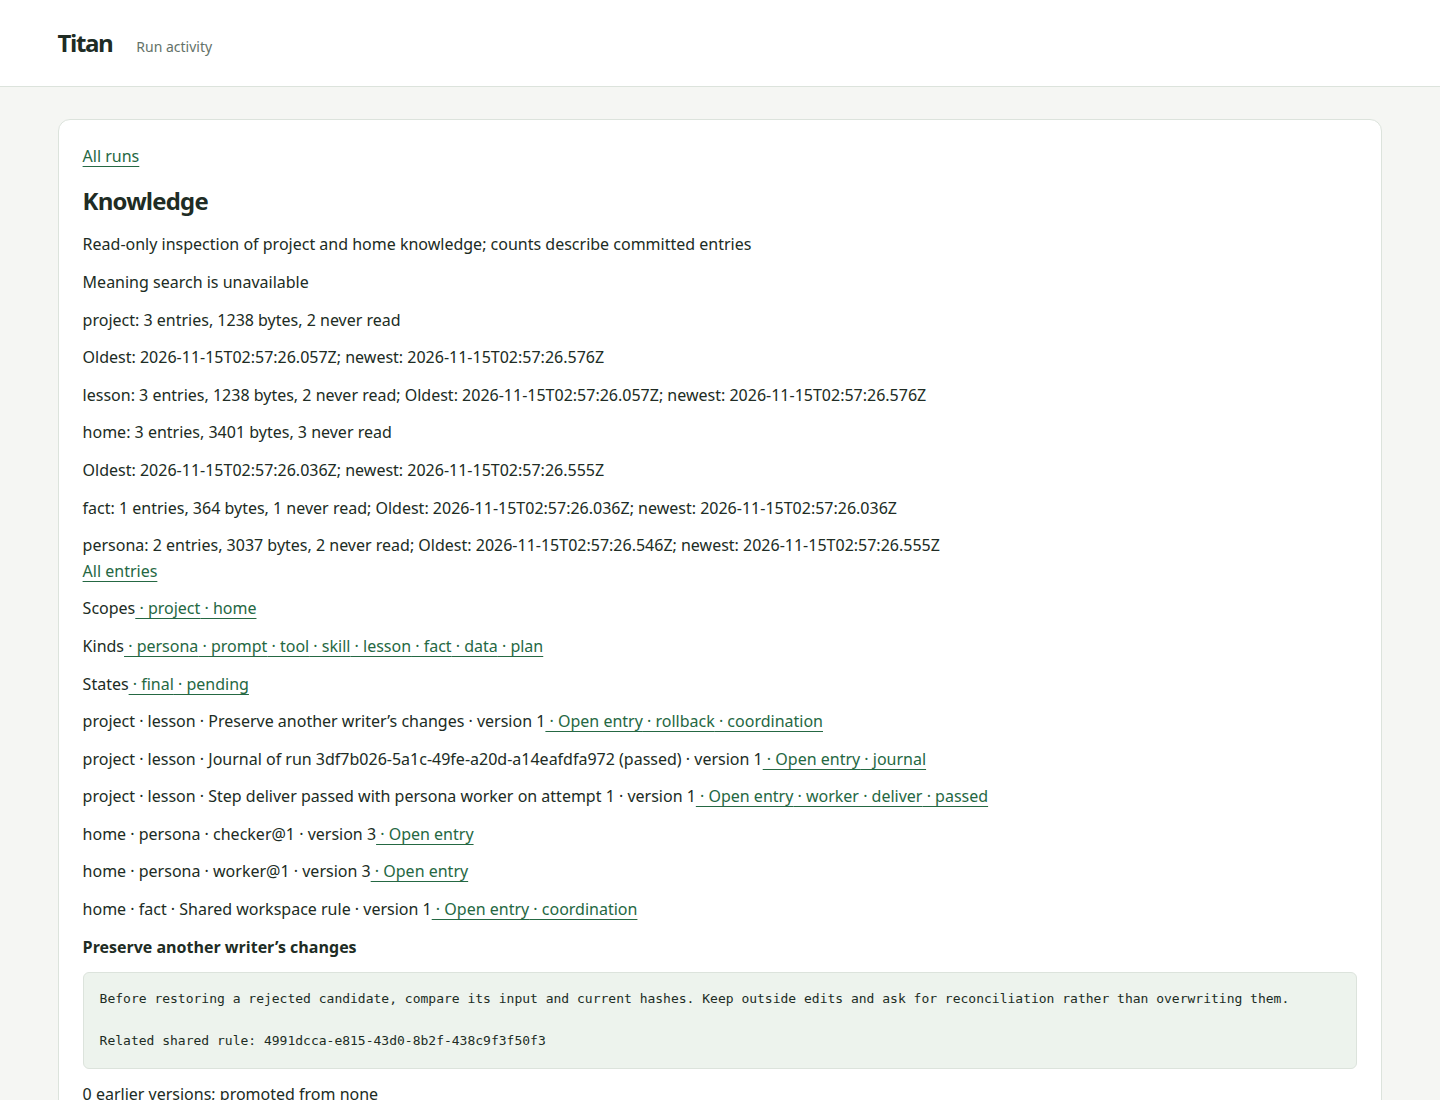 Titan Run activity
All runs
Knowledge
Read-only inspection of project and home knowledge; counts describe committed entries
Meaning search is unavailable
project: 3 entries, 1238 bytes, 2 never read
Oldest: 2026-11-15T02:57:26.057Z; newest: 2026-11-15T02:57:26.576Z
lesson: 3 entries, 1238 bytes, 2 never read; Oldest: 2026-11-15T02:57:26.057Z; newest: 2026-11-15T02:57:26.576Z
home: 3 entries, 3401 bytes, 3 never read
Oldest: 2026-11-15T02:57:26.036Z; newest: 2026-11-15T02:57:26.555Z
fact: 1 entries, 364 bytes, 1 never read; Oldest: 2026-11-15T02:57:26.036Z; newest: 2026-11-15T02:57:26.036Z
persona: 2 entries, 3037 bytes, 2 never read; Oldest: 2026-11-15T02:57:26.546Z; newest: 2026-11-15T02:57:26.555Z
All entries
Scopes · project · home
Kinds · persona · prompt · tool · skill · lesson · fact · data · plan
States · final · pending
project · lesson · Preserve another writer’s changes · version 1 · Open entry · rollback · coordination
project · lesson · Journal of run 3df7b026-5a1c-49fe-a20d-a14eafdfa972 (passed) · version 1 · Open entry · journal
project · lesson · Step deliver passed with persona worker on attempt 1 · version 1 · Open entry · worker · deliver · passed
home · persona · checker@1 · version 3 · Open entry
home · persona · worker@1 · version 3 · Open entry
home · fact · Shared workspace rule · version 1 · Open entry · coordination
Preserve another writer’s changes
Before restoring a rejected candidate, compare its input and current hashes. Keep outside edits and ask for reconciliation rather than overwriting them.
Related shared rule: 4991dcca-e815-43d0-8b2f-438c9f3f50f3
0 earlier versions; promoted from none